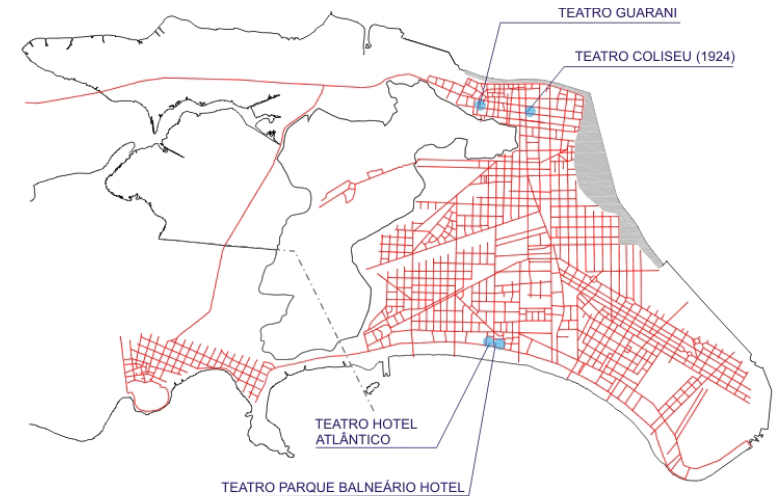 TEATRO GUARANI
TEATRO COLISEU (1924)
TEATRO HOTEL
ATLÂNTICO
TEATRO PARQUE BALNEÁRIO HOTEL